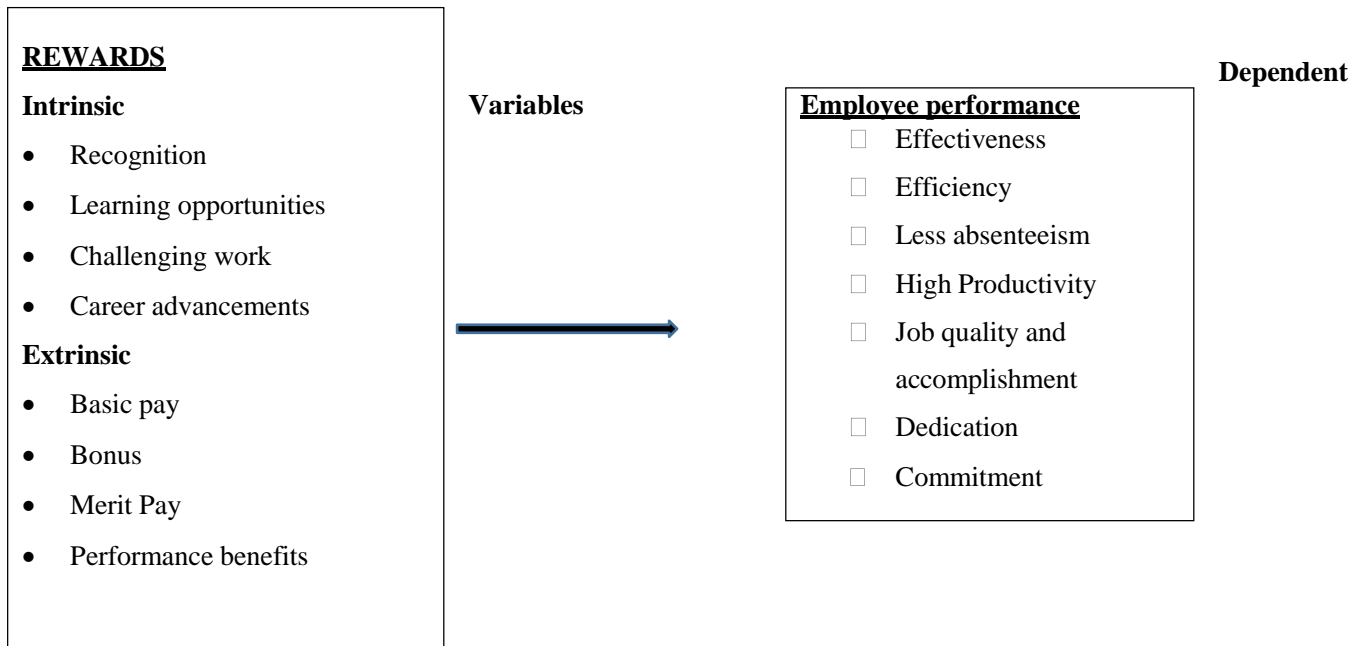 REWARDS
Intrinsic
• Recognition
• Learning opportunities
• Challenging work
• Career advancements
Extrinsic
• Basic pay
• Bonus
• Merit Pay
• Performance benefits
Variables
Dependent
Employee performance
□ Effectiveness
□ Efficiency
□ Less absenteeism
□ High Productivity
□ Job quality and
accomplishment
□ Dedication
□ Commitment